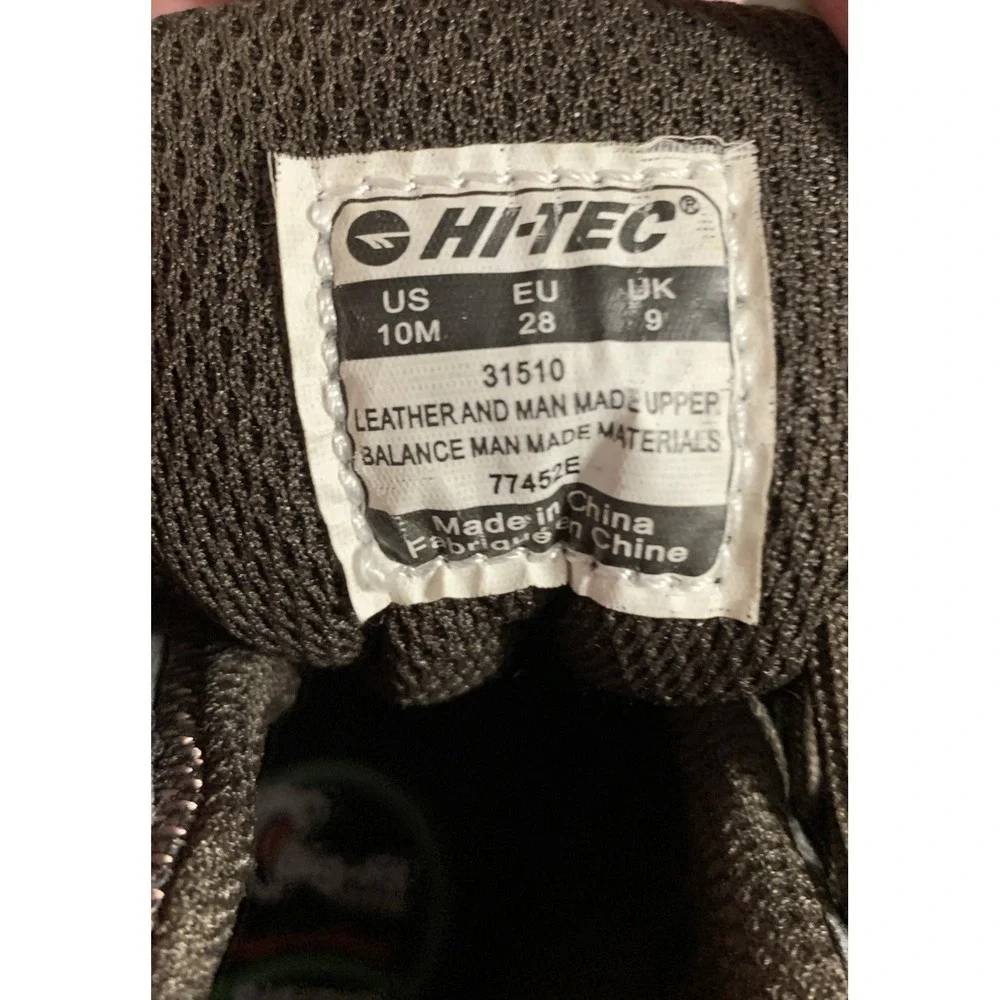 HI-TEC®
US EU UK
10M 28 9
31510
LEATHER AND MAN MADE UPPER
BALANCE MAN MADE MATERIALS
77452E
Made in China
Fabriqué en Chine